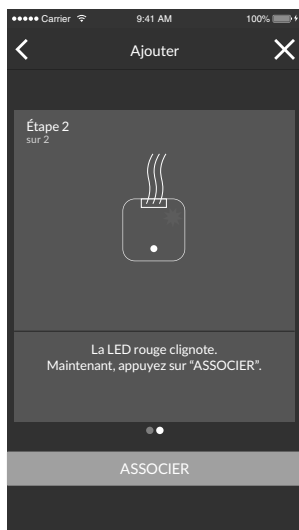 Carrier 9:41 AM 100%
Ajouter
Étape 2
sur 2
La LED rouge clignote.
Maintenant, appuyez sur “ASSOCIER”.
ASSOCIER